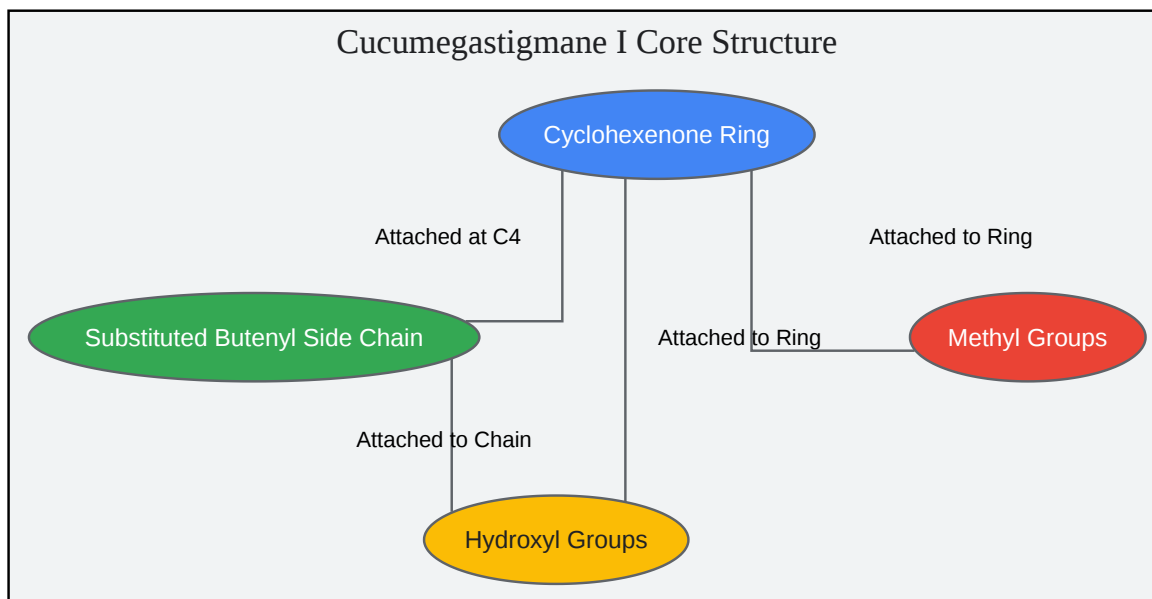 Cucumegastigmane I Core Structure
Cyclohexenone Ring
Attached at C4
Attached to Ring
Substituted Butenyl Side Chain
Attached to Ring
Methyl Groups
Attached to Chain
Hydroxyl Groups